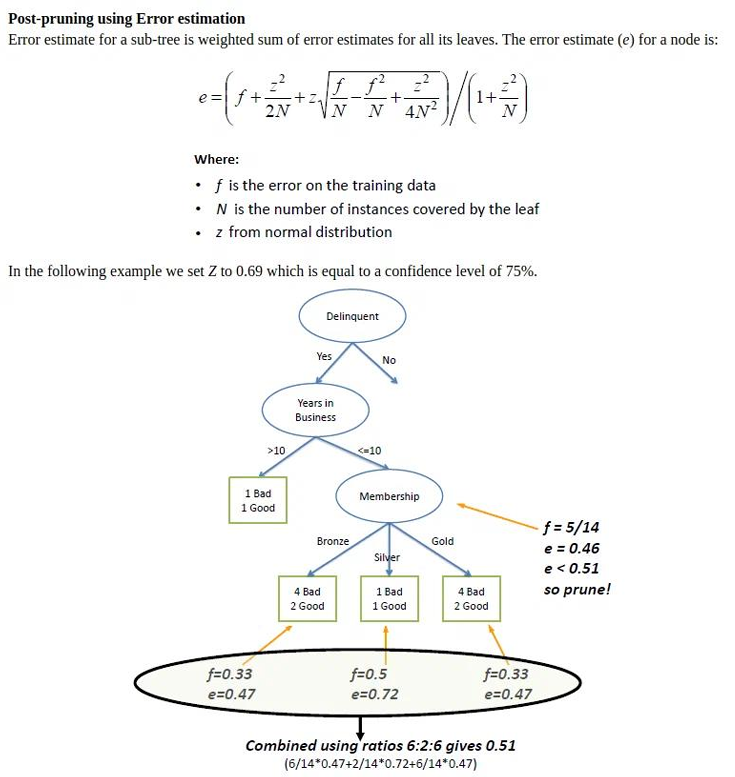 Post-pruning using Error estimation
Error estimate for a sub-tree is weighted sum of error estimates for all its leaves. The error estimate (e) for a node is:
e = ( f + z²/2N + z√(f/N − f²/N + z²/4N²) ) / ( 1 + z²/N )
Where:
• f is the error on the training data
• N is the number of instances covered by the leaf
• z from normal distribution
In the following example we set Z to 0.69 which is equal to a confidence level of 75%.
Delinquent
Yes
No
Years in
Business
>10
<=10
1 Bad
1 Good
Membership
f = 5/14
e = 0.46
e < 0.51
so prune!
Bronze
Silver
Gold
4 Bad
2 Good
1 Bad
1 Good
4 Bad
2 Good
f=0.33
e=0.47
f=0.5
e=0.72
f=0.33
e=0.47
Combined using ratios 6:2:6 gives 0.51
(6/14*0.47+2/14*0.72+6/14*0.47)